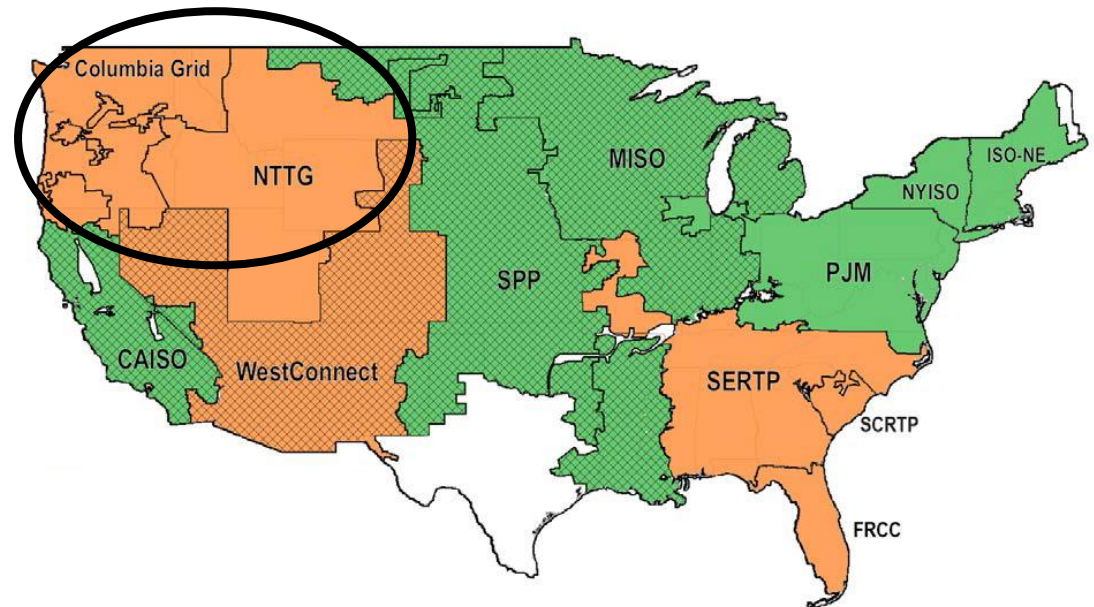 Columbia Grid
NTTG
MISO
ISO-NE
NYISO
PJM
SPP
CAISO
WestConnect
SERTP
SCRTP
FRCC